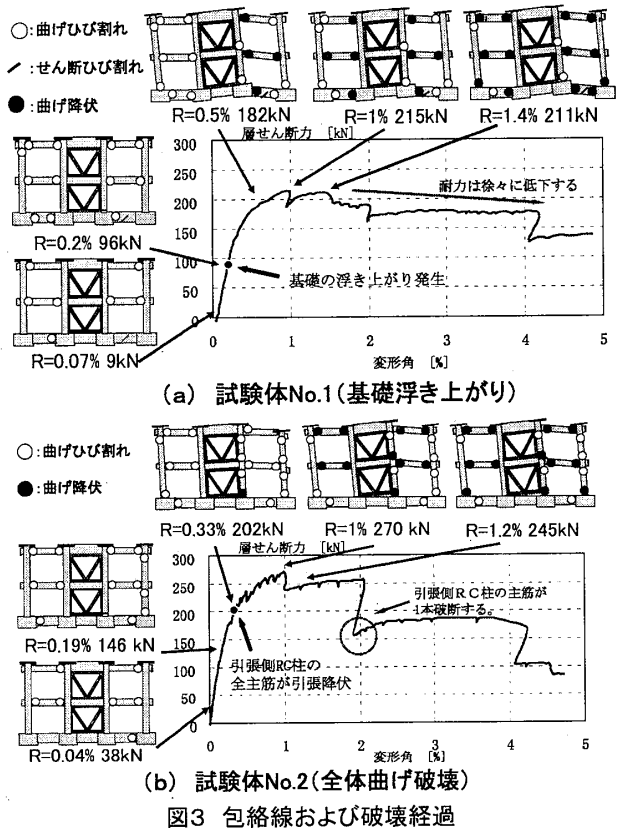 ○:曲げひび割れ
/:せん断ひび割れ
●:曲げ降伏
R=0.5% 182kN
R=1% 215kN
R=1.4% 211kN
層せん断力 [kN]
300
250
200
150
100
50
0
耐力は徐々に低下する
R=0.2% 96kN
基礎の浮き上がり発生
R=0.07% 9kN
0 1 2 3 4 5
変形角 [%]
(a) 試験体No.1(基礎浮き上がり)
○:曲げひび割れ
●:曲げ降伏
R=0.33% 202kN
R=1% 270 kN
R=1.2% 245kN
層せん断力 [kN]
300
250
200
150
100
50
0
引張側RC柱の主筋が
1本破断する。
R=0.19% 146 kN
引張側RC柱の
全主筋が引張降伏
R=0.04% 38kN
0 1 2 3 4 5
変形角 [%]
(b) 試験体No.2(全体曲げ破壊)
図3 包絡線および破壊経過